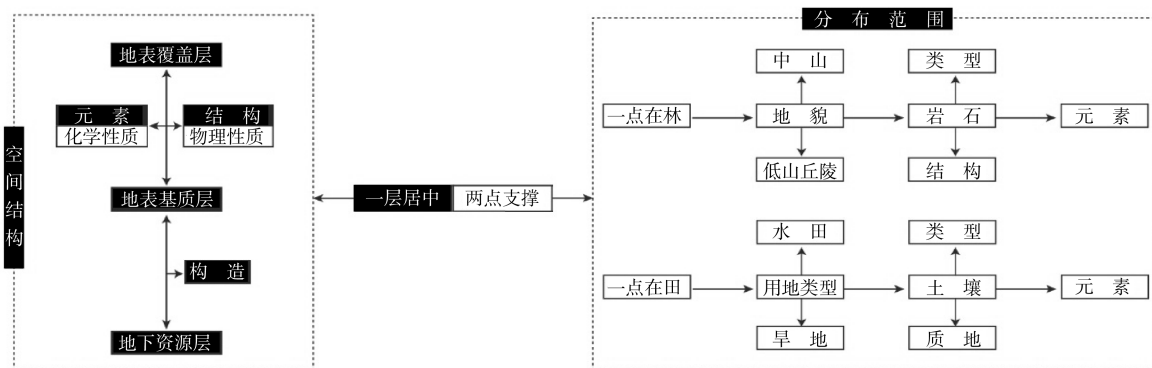 空间结构
地表覆盖层
元素
化学性质
结构
物理性质
地表基质层
构造
地下资源层
一层居中
两点支撑
分布范围
一点在林
中山
地貌
低山丘陵
类型
岩石
结构
元素
一点在田
水田
用地类型
旱地
类型
土壤
质地
元素